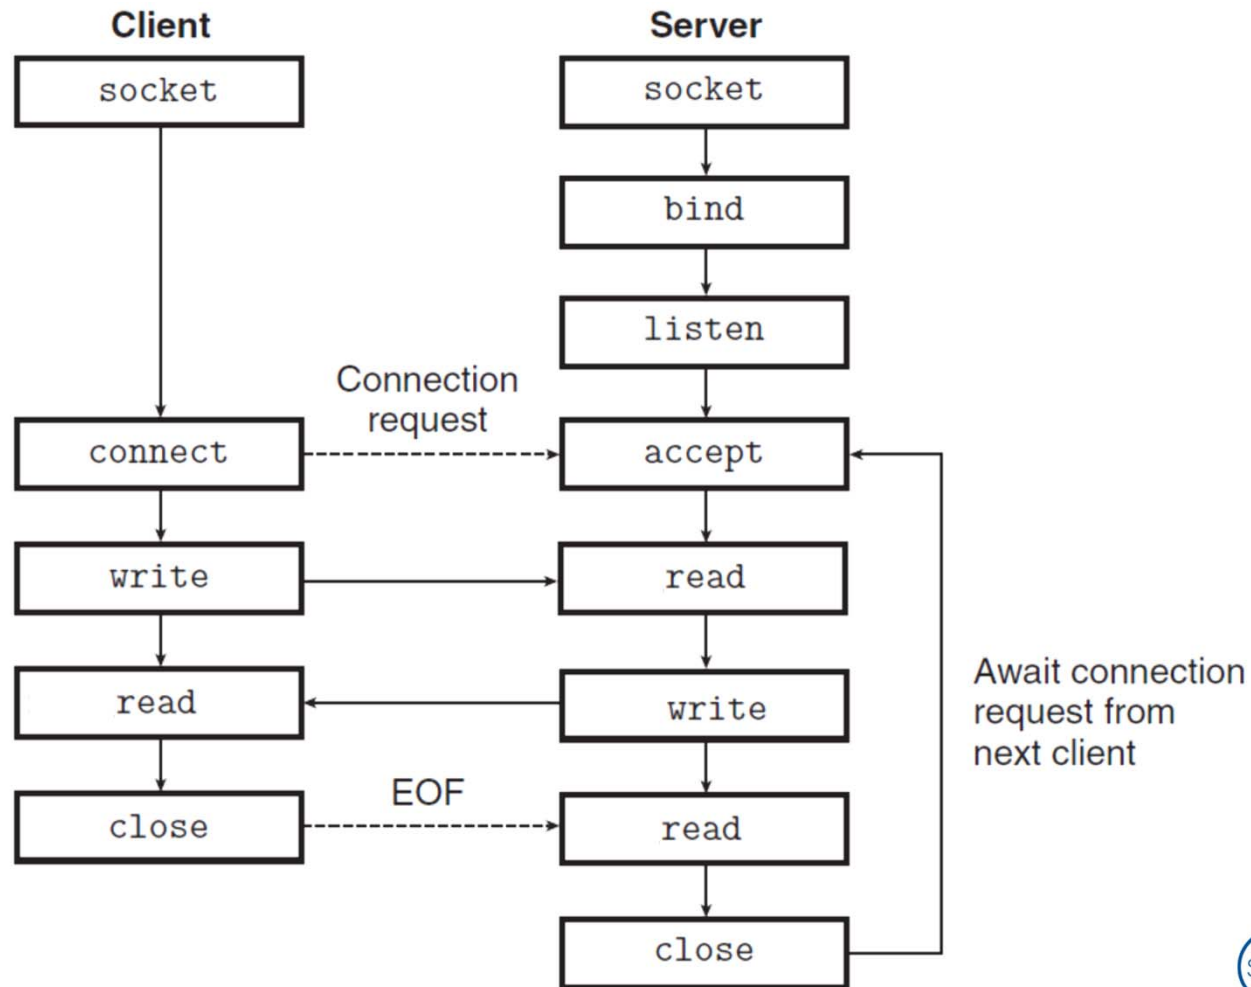 Client
Server
socket
socket
bind
listen
Connection
request
connect
accept
write
read
read
write
Await connection
request from
next client
EOF
close
read
close